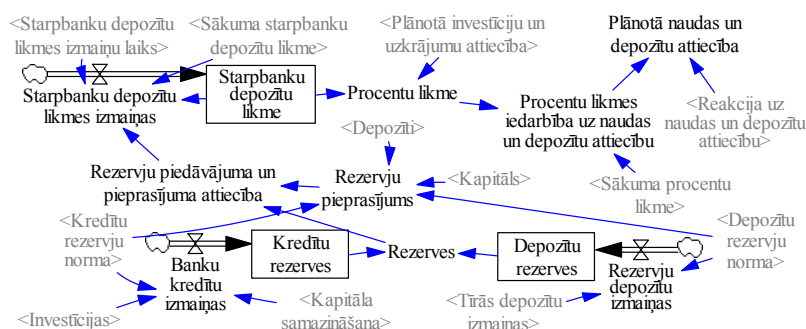 <Starpbanku depozītu
likmes izmaiņu laiks>
<Sākuma starpbanku
depozītu likme>
<Plānotā investīciju un
uzkrājumu attiecība>
Plānotā naudas un
depozītu attiecība
Starpbanku depozītu
likmes izmaiņas
Starpbanku
depozītu
likme
Procentu likme
Procentu likmes
iedarbība uz naudas
un depozītu attiecību
<Reakcija uz
naudas un depozītu
attiecību>
<Depozīti>
Rezervju piedāvājuma un
pieprasījuma attiecība
Rezervju
pieprasījums
<Kapitāls>
<Sākuma procentu
likme>
<Kredītu
rezervju
norma>
Kredītu
rezerves
Rezerves
Depozītu
rezerves
<Depozītu
rezervju
norma>
Banku
kredītu
izmaiņas
Rezervju
depozītu
izmaiņas
<Investīcijas>
<Kapitāla
samazināšana>
<Tīrās depozītu
izmaiņas>